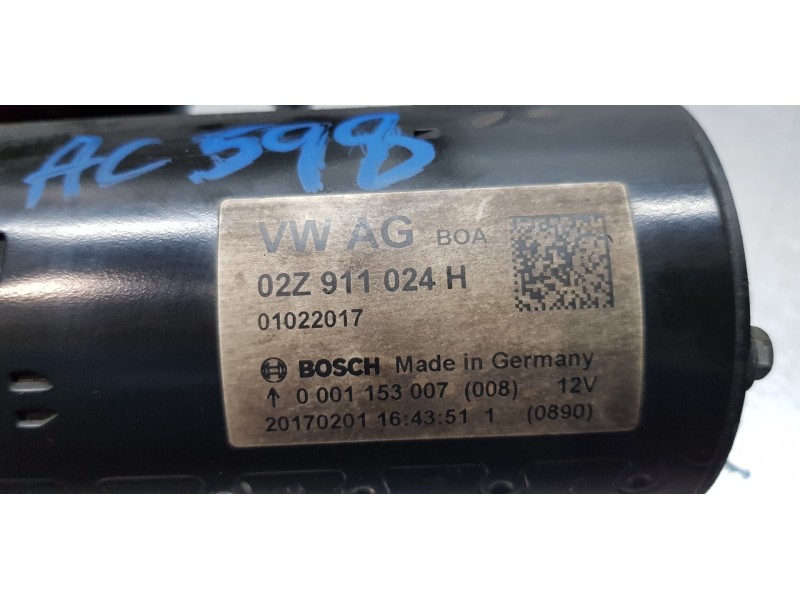 AC 598
VW AG BOA
02Z 911 024 H
01022017
BOSCH Made in Germany
↑ 0 001 153 007 (008) 12V
20170201 16:43:51 1 (0890)